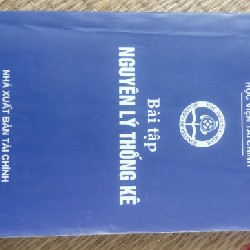 HỌC VIỆN TÀI CHÍNH
Bài tập
NGUYÊN LÝ THỐNG KÊ
NHÀ XUẤT BẢN TÀI CHÍNH